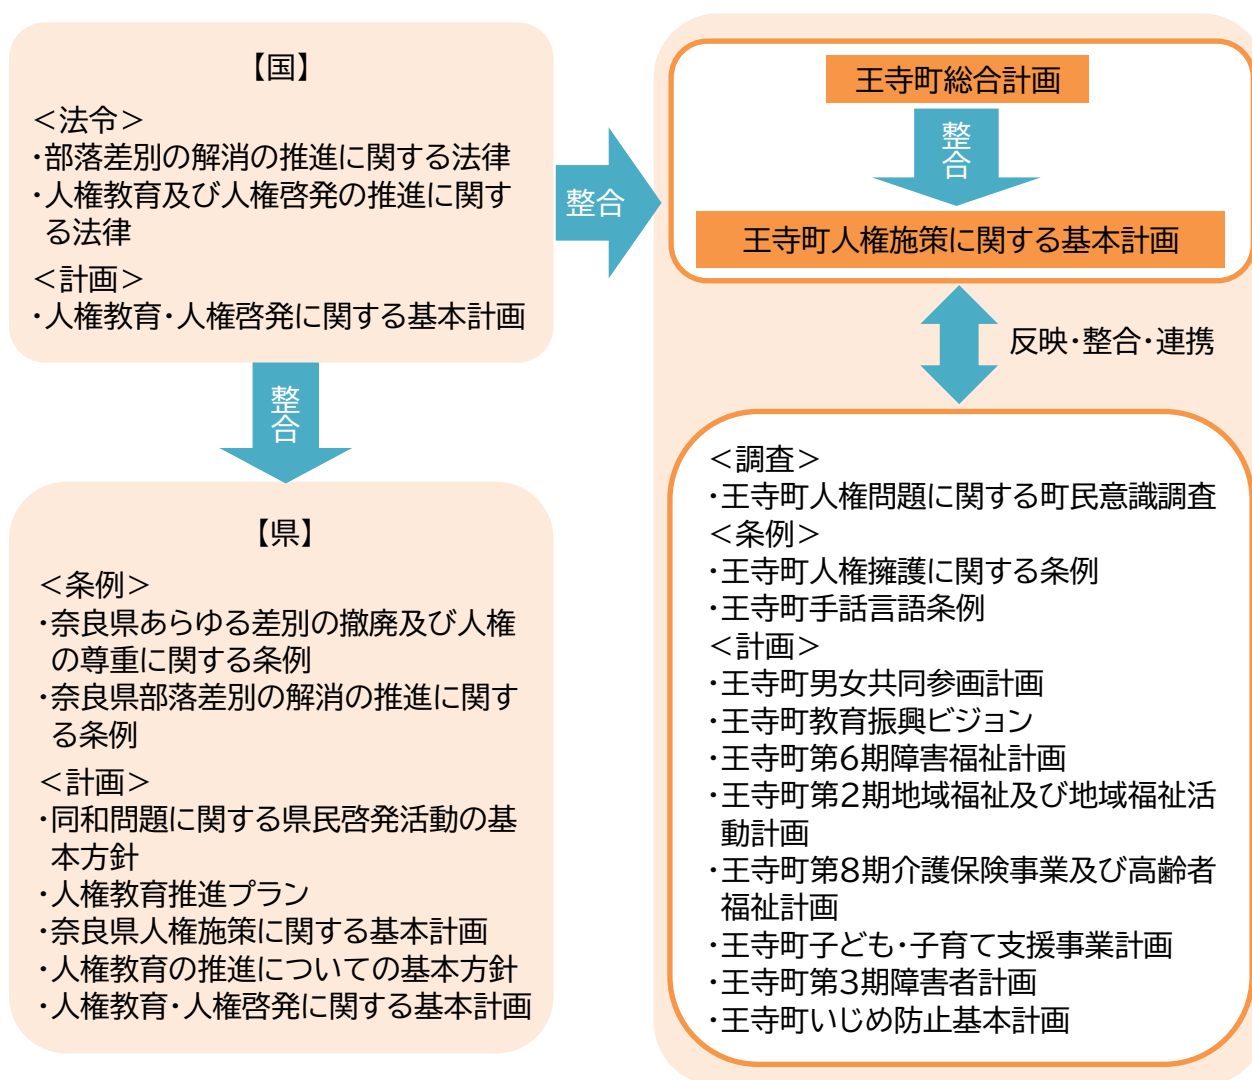 【国】
＜法令＞
・部落差別の解消の推進に関する法律
・人権教育及び人権啓発の推進に関す
る法律
＜計画＞
・人権教育・人権啓発に関する基本計画
整合
整合
【県】
＜条例＞
・奈良県あらゆる差別の撤廃及び人権
の尊重に関する条例
・奈良県部落差別の解消の推進に関す
る条例
＜計画＞
・同和問題に関する県民啓発活動の基
本方針
・人権教育推進プラン
・奈良県人権施策に関する基本計画
・人権教育の推進についての基本方針
・人権教育・人権啓発に関する基本計画
王寺町総合計画
整合
王寺町人権施策に関する基本計画
反映・整合・連携
＜調査＞
・王寺町人権問題に関する町民意識調査
＜条例＞
・王寺町人権擁護に関する条例
・王寺町手話言語条例
＜計画＞
・王寺町男女共同参画計画
・王寺町教育振興ビジョン
・王寺町第6期障害福祉計画
・王寺町第2期地域福祉及び地域福祉活
動計画
・王寺町第8期介護保険事業及び高齢者
福祉計画
・王寺町子ども・子育て支援事業計画
・王寺町第3期障害者計画
・王寺町いじめ防止基本計画